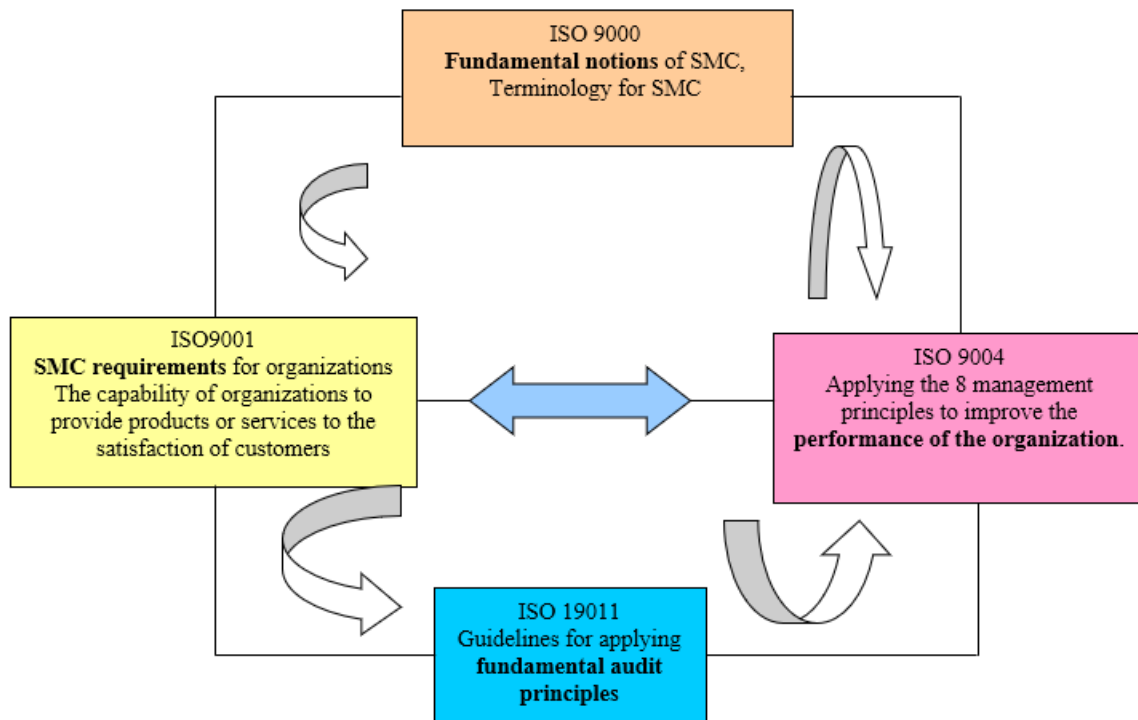 ISO 9000
Fundamental notions of SMC,
Terminology for SMC
ISO9001
SMC requirements for organizations
The capability of organizations to
provide products or services to the
satisfaction of customers
ISO 9004
Applying the 8 management
principles to improve the
performance of the organization.
ISO 19011
Guidelines for applying
fundamental audit
principles